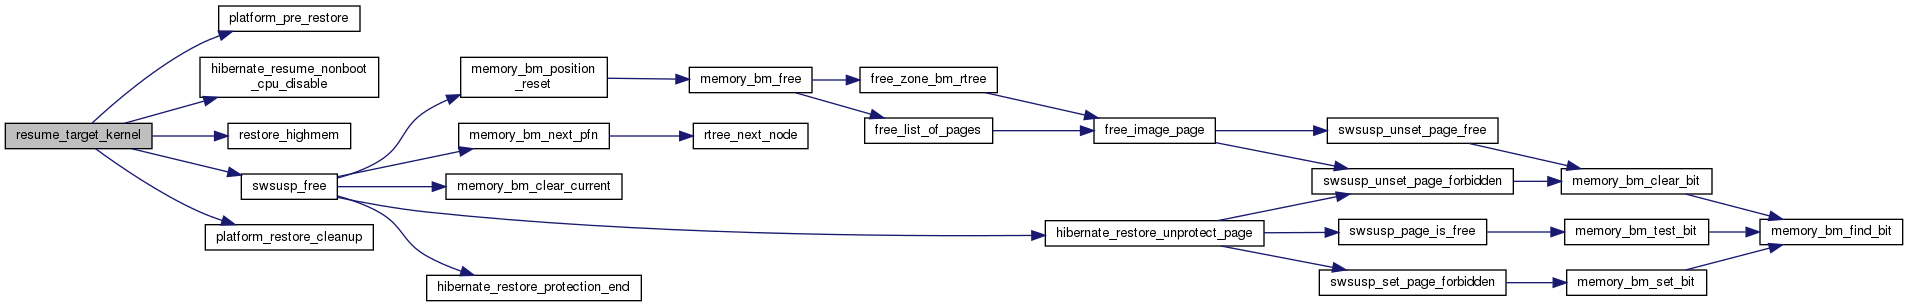 platform_pre_restore
hibernate_resume_nonboot
_cpu_disable
memory_bm_position
_reset
memory_bm_free
free_zone_bm_rtree
resume_target_kernel
restore_highmem
memory_bm_next_pfn
rtree_next_node
free_list_of_pages
free_image_page
swsusp_unset_page_free
swsusp_free
memory_bm_clear_current
swsusp_unset_page_forbidden
memory_bm_clear_bit
platform_restore_cleanup
hibernate_restore_unprotect_page
swsusp_page_is_free
memory_bm_test_bit
memory_bm_find_bit
hibernate_restore_protection_end
swsusp_set_page_forbidden
memory_bm_set_bit